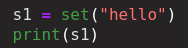 s1 = set("hello")
print(s1)